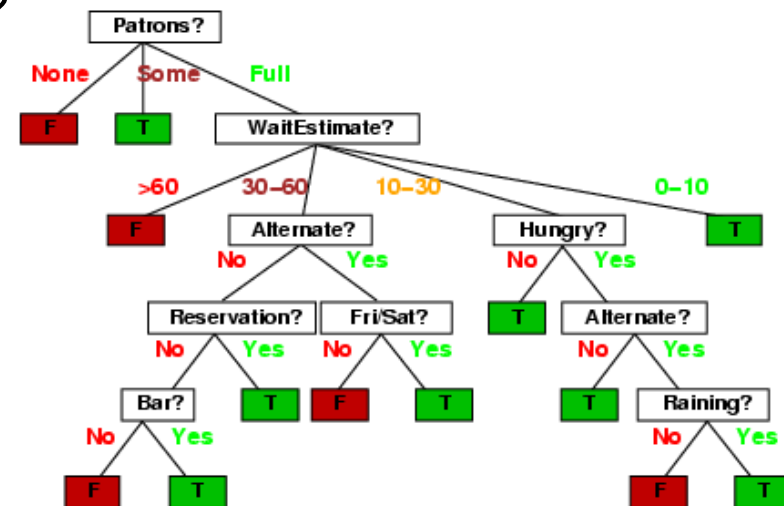 Patrons?
None Some Full
F T WaitEstimate?
>60 30–60 10–30 0–10
F Alternate? Hungry? T
No Yes No Yes
Reservation? Fri/Sat? T Alternate?
No Yes No Yes No Yes
Bar? T F T T Raining?
No Yes No Yes
F T F T